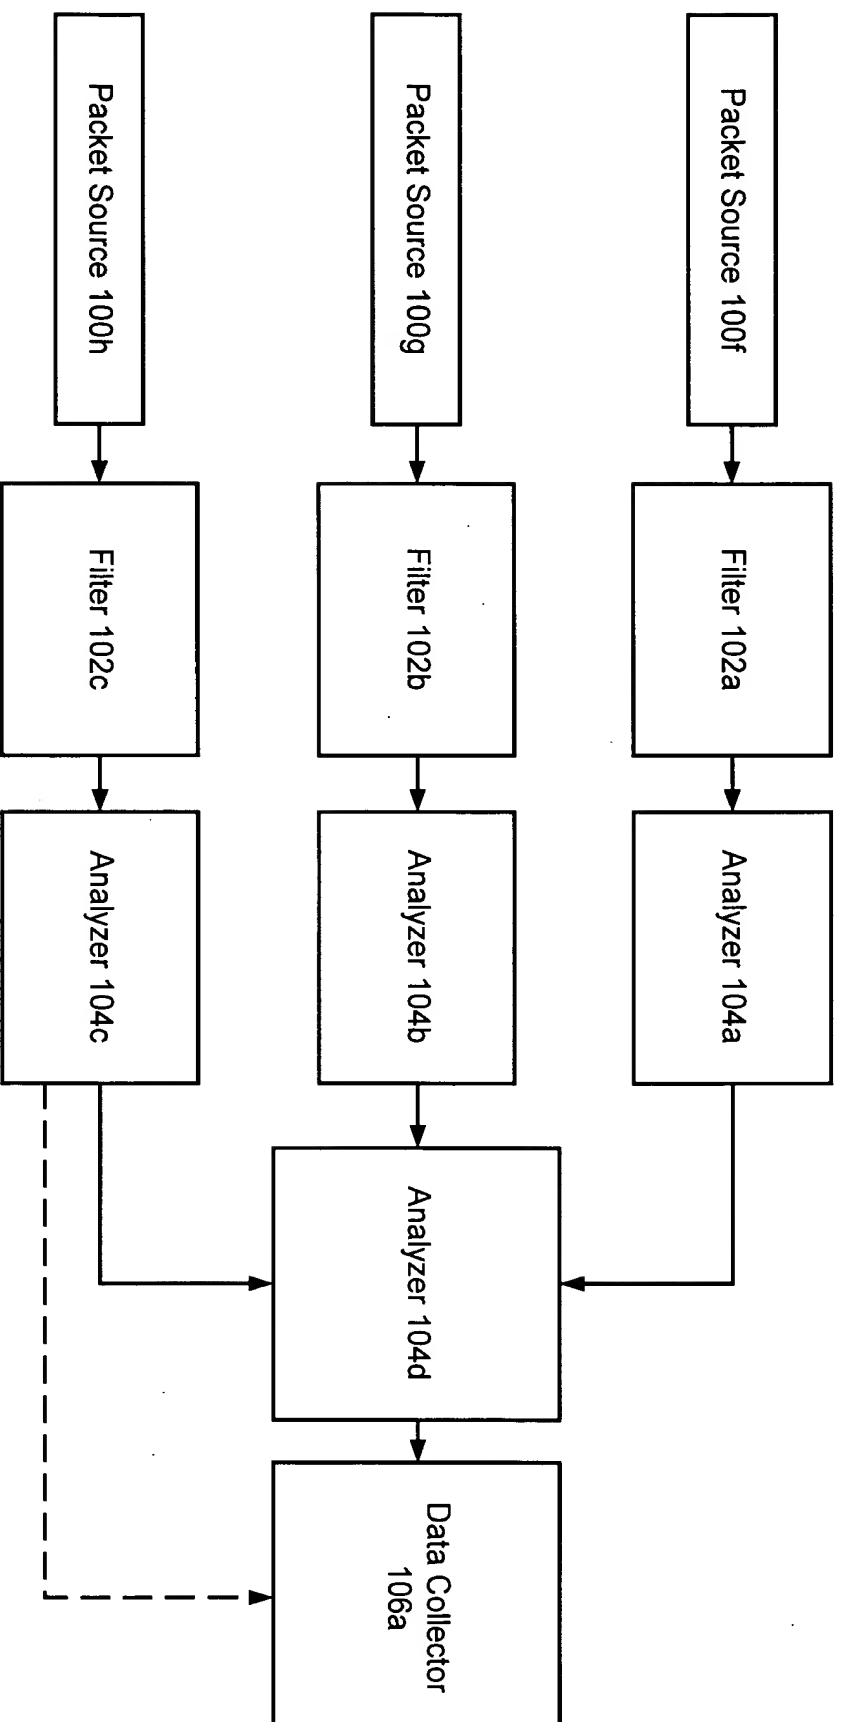 Packet Source 100f
Filter 102a
Analyzer 104a
Packet Source 100g
Filter 102b
Analyzer 104b
Analyzer 104d
Data Collector
106a
Packet Source 100h
Filter 102c
Analyzer 104c